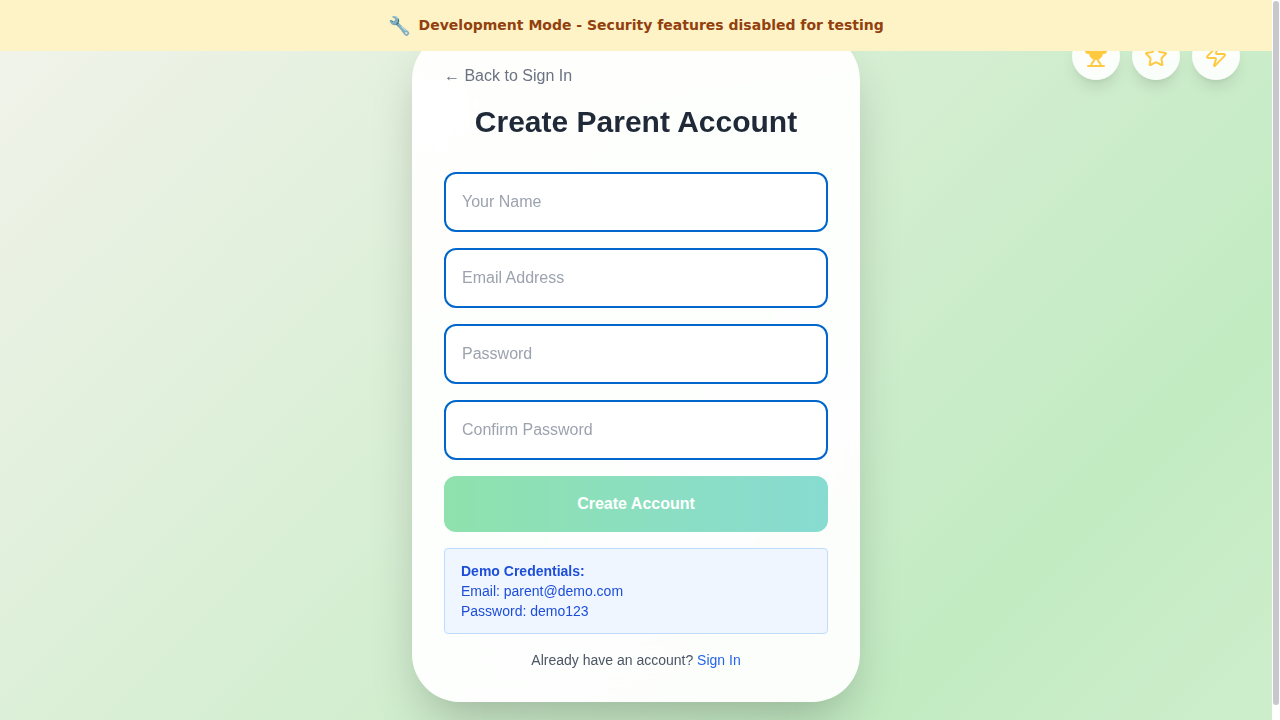 🔧 Development Mode - Security features disabled for testing
← Back to Sign In
Create Parent Account
Your Name
Email Address
Password
Confirm Password
Create Account
Demo Credentials:
Email: parent@demo.com
Password: demo123
Already have an account? Sign In